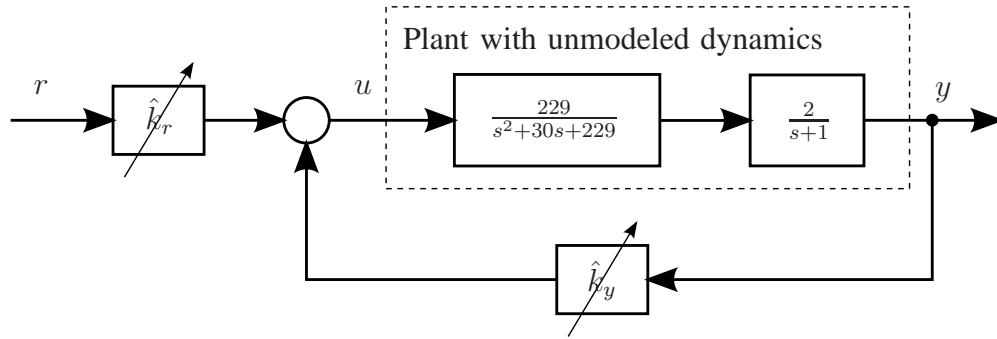 Plant with unmodeled dynamics
r
u
y
k̂_r
229
s²+30s+229
2
s+1
k̂_y